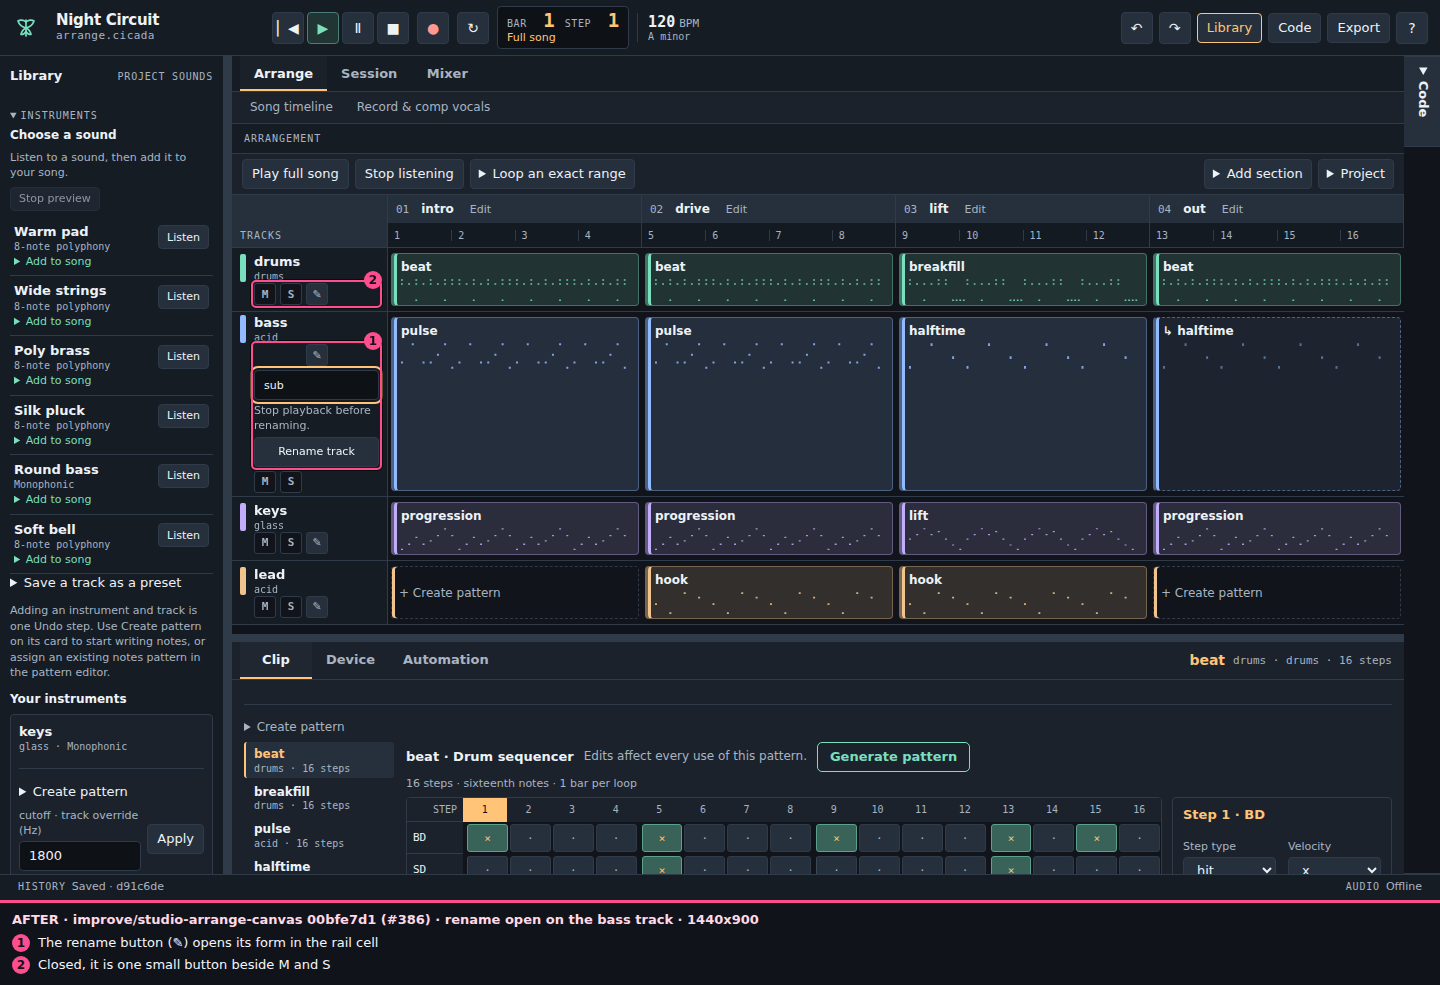 Night Circuit
arrange.cicada
BAR 1 STEP 1
Full song
120 BPM
A minor
Library
Code
Export
?
Library PROJECT SOUNDS
INSTRUMENTS
Choose a sound
Listen to a sound, then add it to
your song.
Stop preview
Warm pad
8-note polyphony
Add to song
Listen
Wide strings
8-note polyphony
Add to song
Listen
Poly brass
8-note polyphony
Add to song
Listen
Silk pluck
8-note polyphony
Add to song
Listen
Round bass
Monophonic
Add to song
Listen
Soft bell
8-note polyphony
Add to song
Listen
Save a track as a preset
Adding an instrument and track is
one Undo step. Use Create pattern
on its card to start writing notes, or
assign an existing notes pattern in
the pattern editor.
Your instruments
keys
glass · Monophonic
Create pattern
cutoff · track override
(Hz)
1800
Apply
Arrange Session Mixer
Song timeline Record & comp vocals
ARRANGEMENT
Play full song Stop listening Loop an exact range Add section Project
01 intro Edit 02 drive Edit 03 lift Edit 04 out Edit
TRACKS 1 2 3 4 5 6 7 8 9 10 11 12 13 14 15 16
drums
drums
M S ✎
2
beat beat breakfill beat
bass
acid
✎
1
sub
Stop playback before
renaming.
Rename track
M S
pulse pulse halftime ↳ halftime
keys
glass
M S ✎
progression progression lift progression
lead
acid
M S ✎
+ Create pattern hook hook + Create pattern
Code
Clip Device Automation beat drums · drums · 16 steps
Create pattern
beat
drums · 16 steps
breakfill
drums · 16 steps
pulse
acid · 16 steps
halftime
beat · Drum sequencer Edits affect every use of this pattern. Generate pattern
16 steps · sixteenth notes · 1 bar per loop
STEP 1 2 3 4 5 6 7 8 9 10 11 12 13 14 15 16
BD × · · · × · · · × · · · × · × ·
SD · · · · × · · · · · · · × · · ·
Step 1 · BD
Step type Velocity
hit x
HISTORY Saved · d91c6de AUDIO Offline
AFTER · improve/studio-arrange-canvas 00bfe7d1 (#386) · rename open on the bass track · 1440x900
1 The rename button (✎) opens its form in the rail cell
2 Closed, it is one small button beside M and S